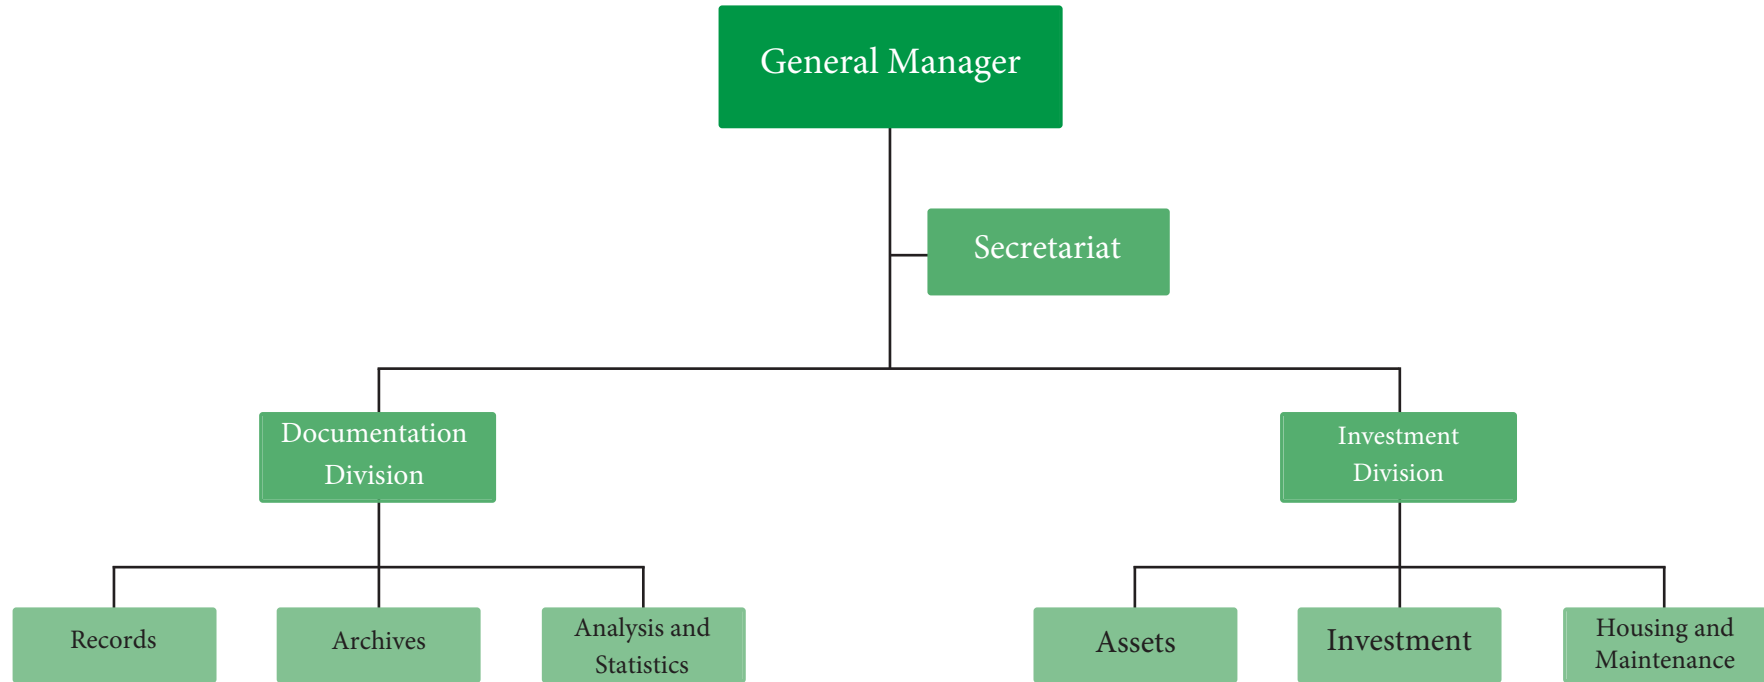 General Manager
Secretariat
Documentation
Division
Investment
Division
Records
Archives
Analysis and
Statistics
Assets
Investment
Housing and
Maintenance